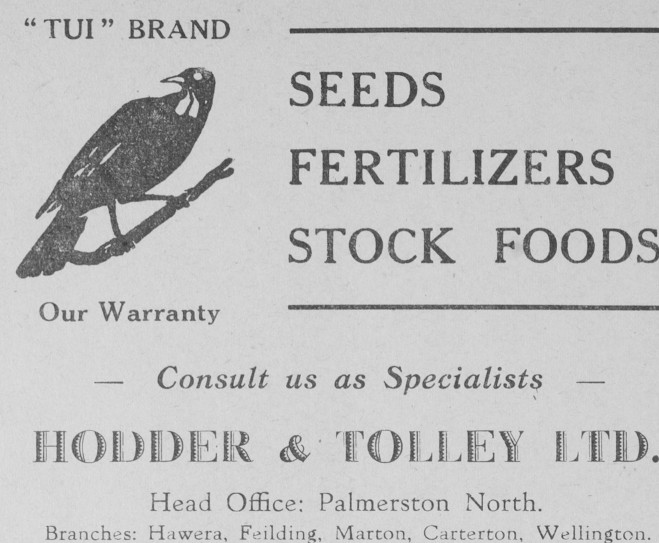 “TUI” BRAND
SEEDS
FERTILIZERS
STOCK FOODS
Our Warranty
— Consult us as Specialists —
HODDER & TOLLEY LTD.
Head Office: Palmerston North.
Branches: Hawera, Feilding, Marton, Carterton, Wellington.